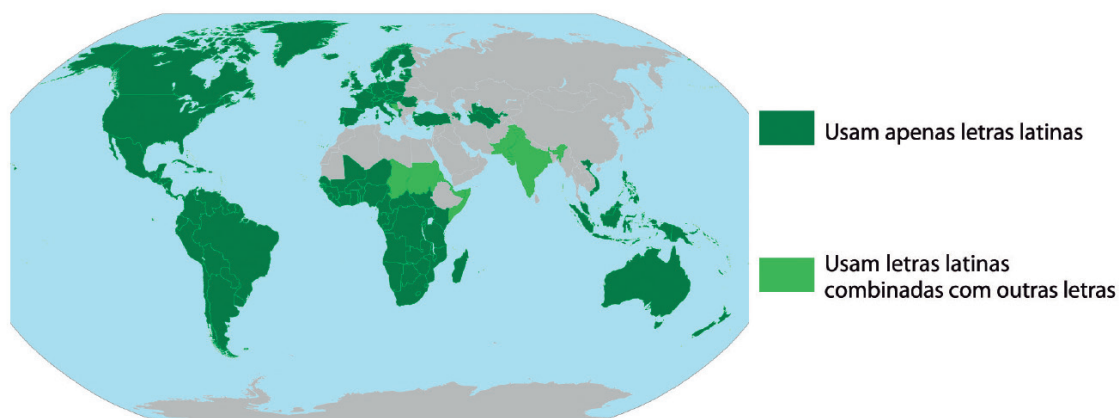 Usam apenas letras latinas
Usam letras latinas
combinadas com outras letras